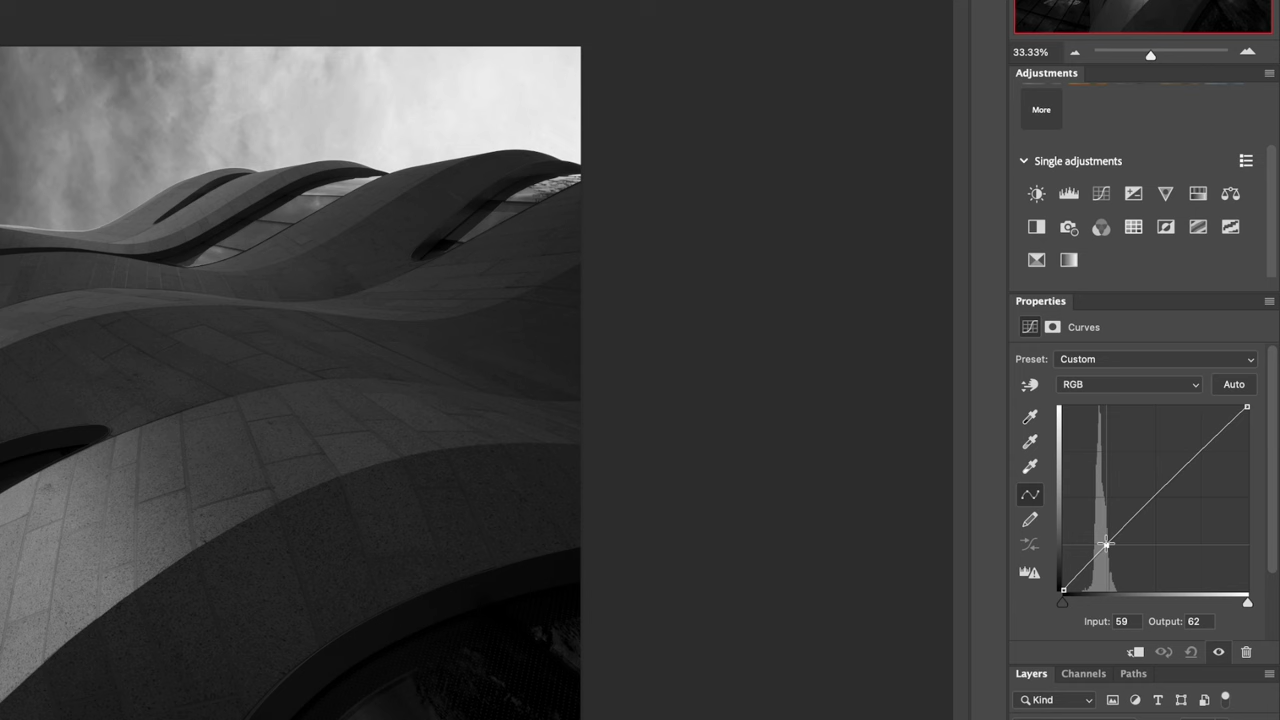 33.33%
Adjustments
More
Single adjustments
Properties
Curves
Preset: Custom
RGB Auto
Input: 59 Output: 62
Layers Channels Paths
Kind